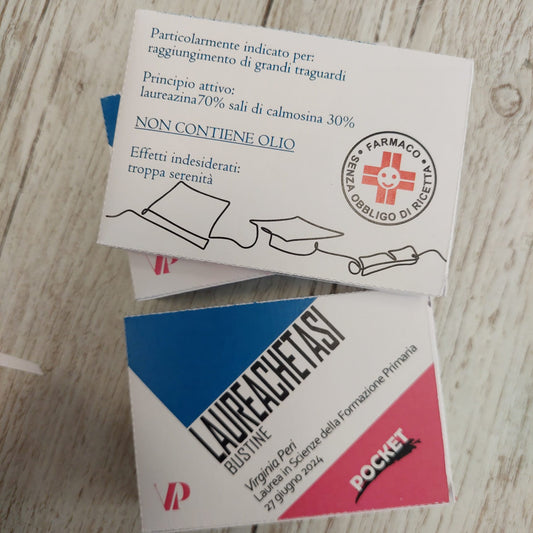 Particolarmente indicato per:
raggiungimento di grandi traguardi
Principio attivo:
laureazina70% sali di calmosina 30%
NON CONTIENE OLIO
Effetti indesiderati:
troppa serenità
• FARMACO •
SENZA OBBLIGO DI RICETTA
LAUREACHETASI
BUSTINE
Virginia Peri
Laurea in Scienze della Formazione Primaria
27 giugno 2024
POCKET
VP